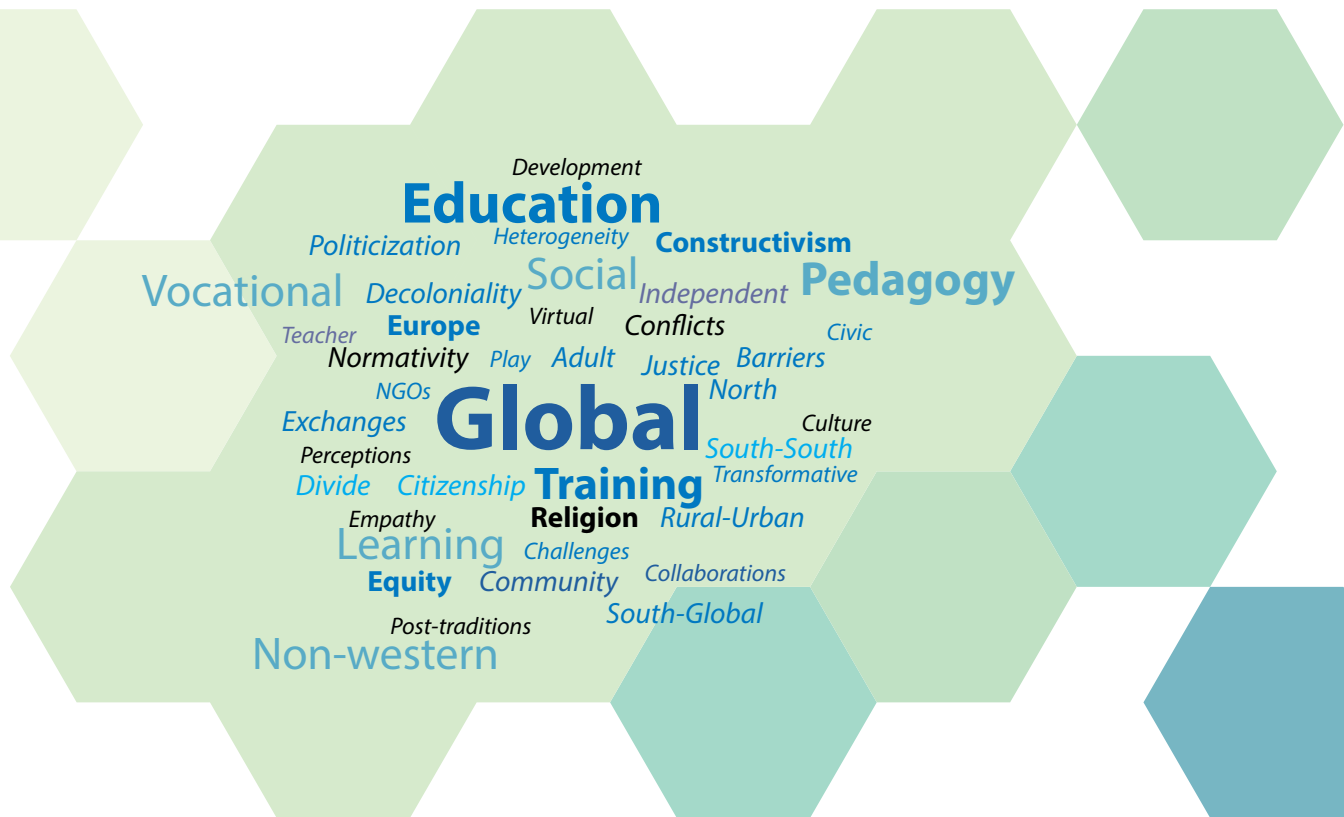 Development
Education
Politicization Heterogeneity Constructivism
Vocational Decoloniality Social Independent Pedagogy
Teacher Europe Virtual Conflicts Civic
Normativity Play Adult Justice Barriers
NGOs Global North
Exchanges Culture
Perceptions South-South
Divide Citizenship Training Transformative
Empathy Religion Rural-Urban
Learning Challenges
Equity Community Collaborations
Post-traditions South-Global
Non-western